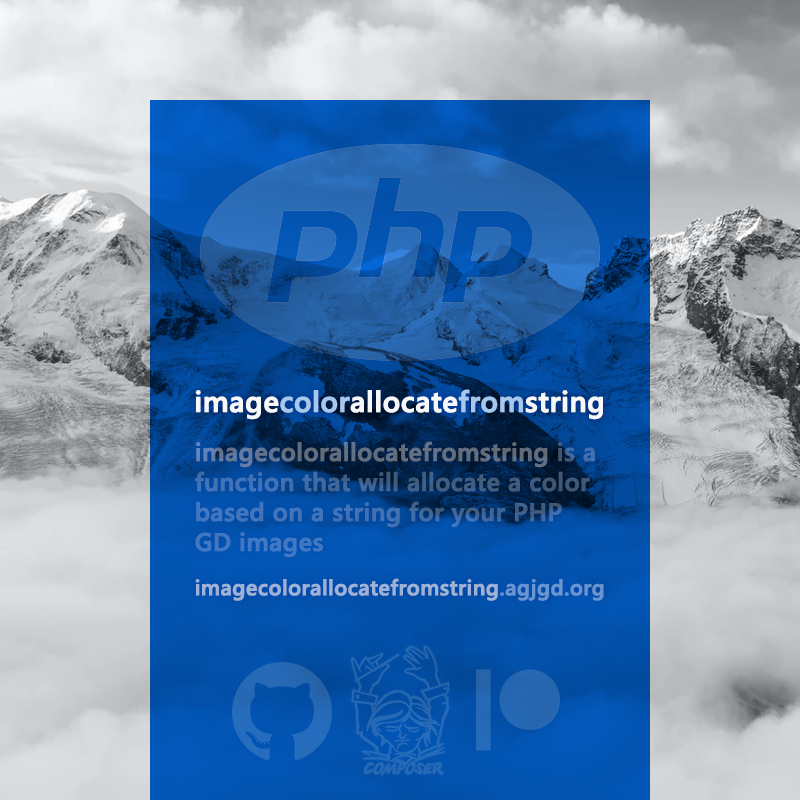 php
imagecolorallocatefromstring
imagecolorallocatefromstring is a
function that will allocate a color
based on a string for your PHP
GD images
imagecolorallocatefromstring.agjgd.org
COMPOSER